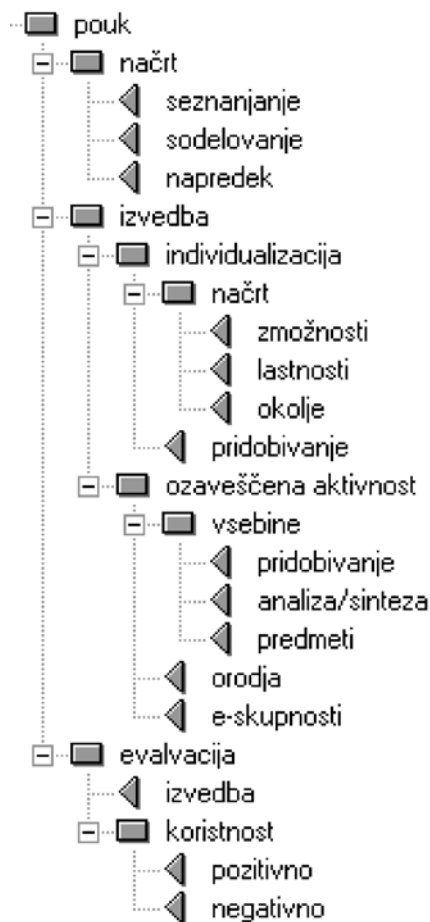 pouk
načrt
seznanjanje
sodelovanje
napredek
izvedba
individualizacija
načrt
zmožnosti
lastnosti
okolje
pridobivanje
ozaveščena aktivnost
vsebine
pridobivanje
analiza/sinteza
predmeti
orodja
e-skupnosti
evalvacija
izvedba
koristnost
pozitivno
negativno